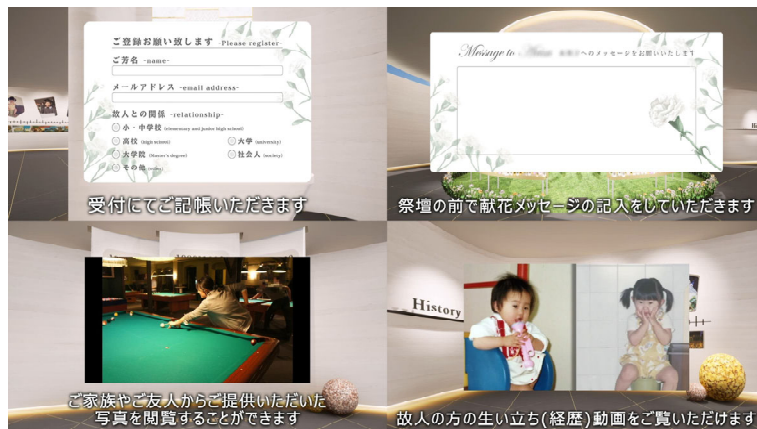 ご登録お願い致します -Please register-
ご芳名 -name-
メールアドレス -email address-
故人との関係 -relationship-
小・中学校 (elementary and junior high school)
高校 (high school)
大学 (university)
大学院 (Master's degree)
社会人 (society)
その他 (other)
受付にてご記帳いただきます
Message to へのメッセージをお願いいたします
祭壇の前で献花メッセージの記入をしていただきます
ご家族やご友人からご提供いただいた
写真を閲覧することができます
History
故人の方の生い立ち(経歴)動画をご覧いただけます